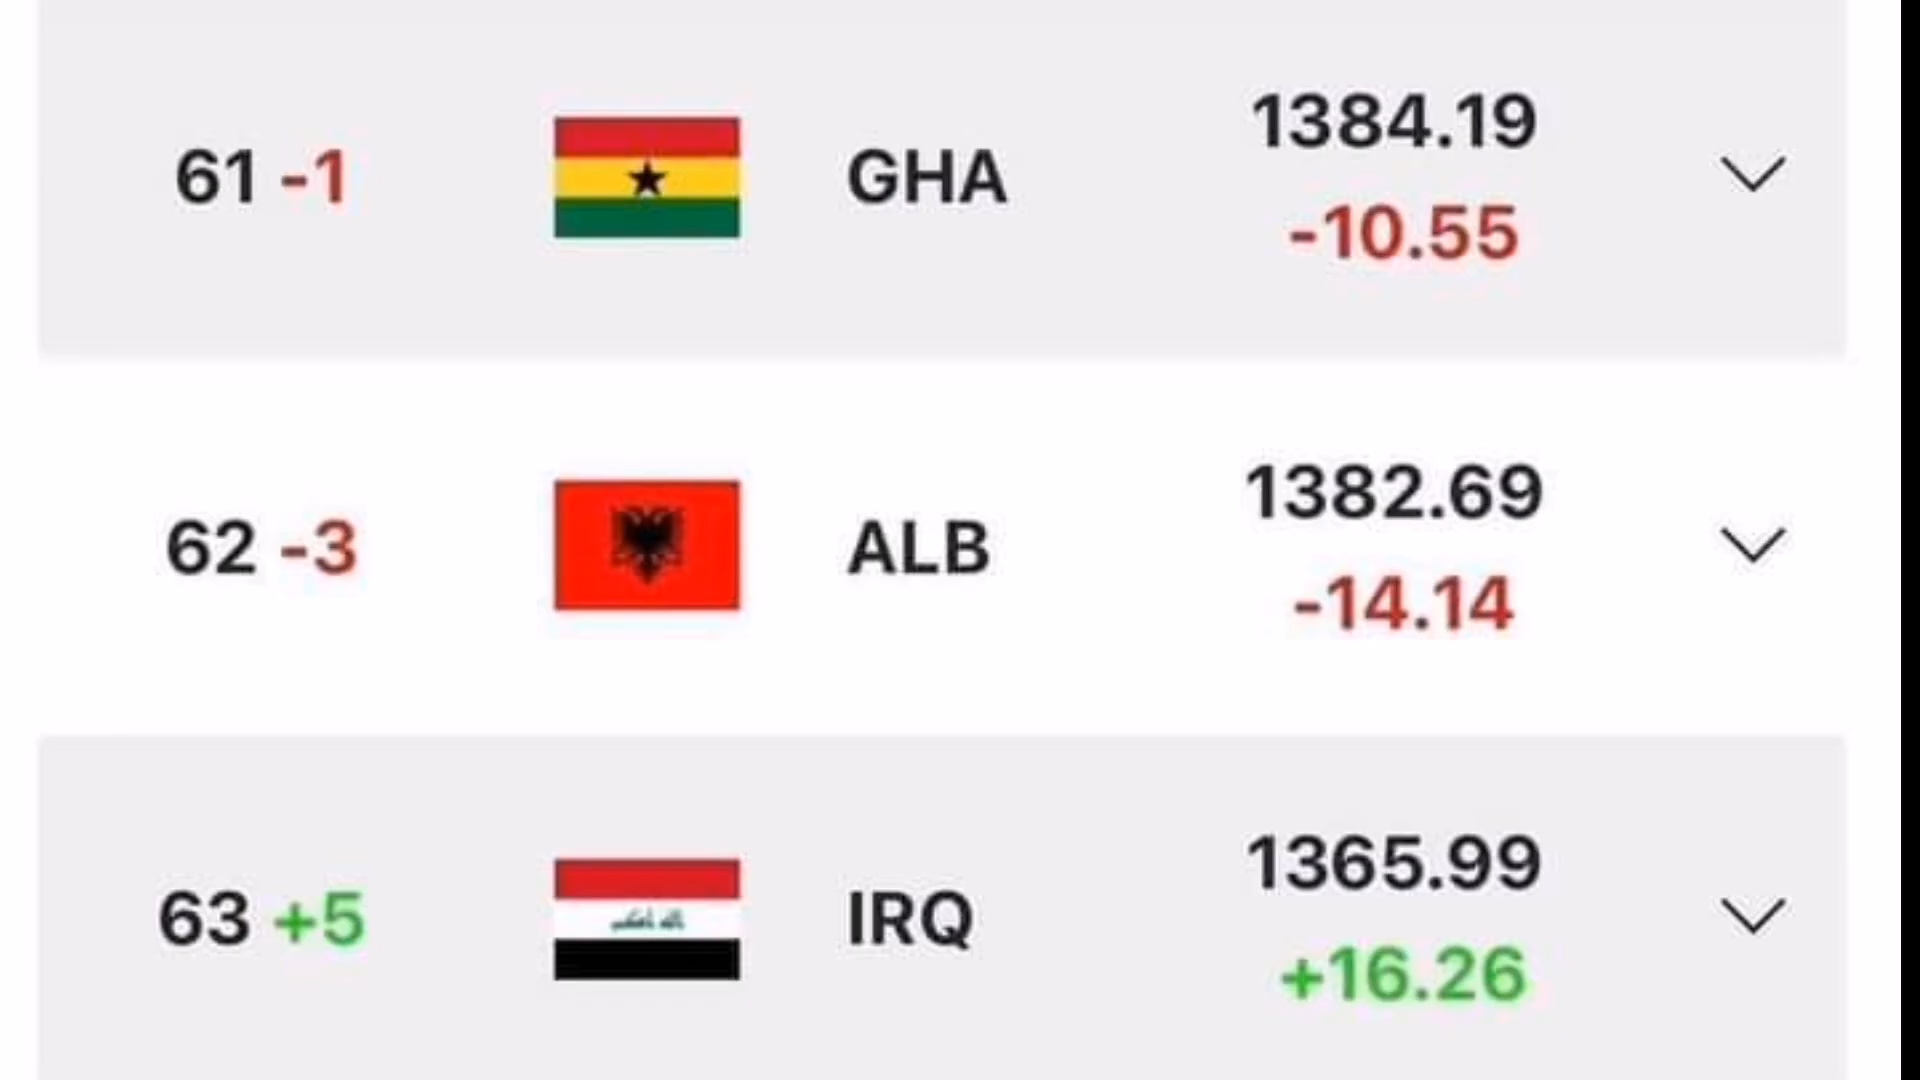 61 -1 GHA 1384.19
-10.55
62 -3 ALB 1382.69
-14.14
63 +5 IRQ 1365.99
+16.26